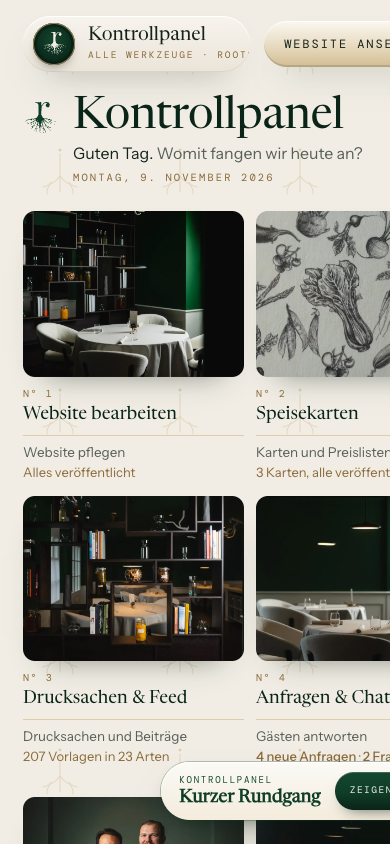 Kontrollpanel
ALLE WERKZEUGE · ROOT
WEBSITE ANSE
r
Kontrollpanel
Guten Tag. Womit fangen wir heute an?
MONTAG, 9. NOVEMBER 2026
N° 1
Website bearbeiten
Website pflegen
Alles veröffentlicht
N° 2
Speisekarten
Karten und Preislisten
3 Karten, alle veröffent
N° 3
Drucksachen & Feed
Drucksachen und Beiträge
207 Vorlagen in 23 Arten
N° 4
Anfragen & Chat
Gästen antworten
4 neue Anfragen · 2 Fra
KONTROLLPANEL
Kurzer Rundgang
ZEIGEN